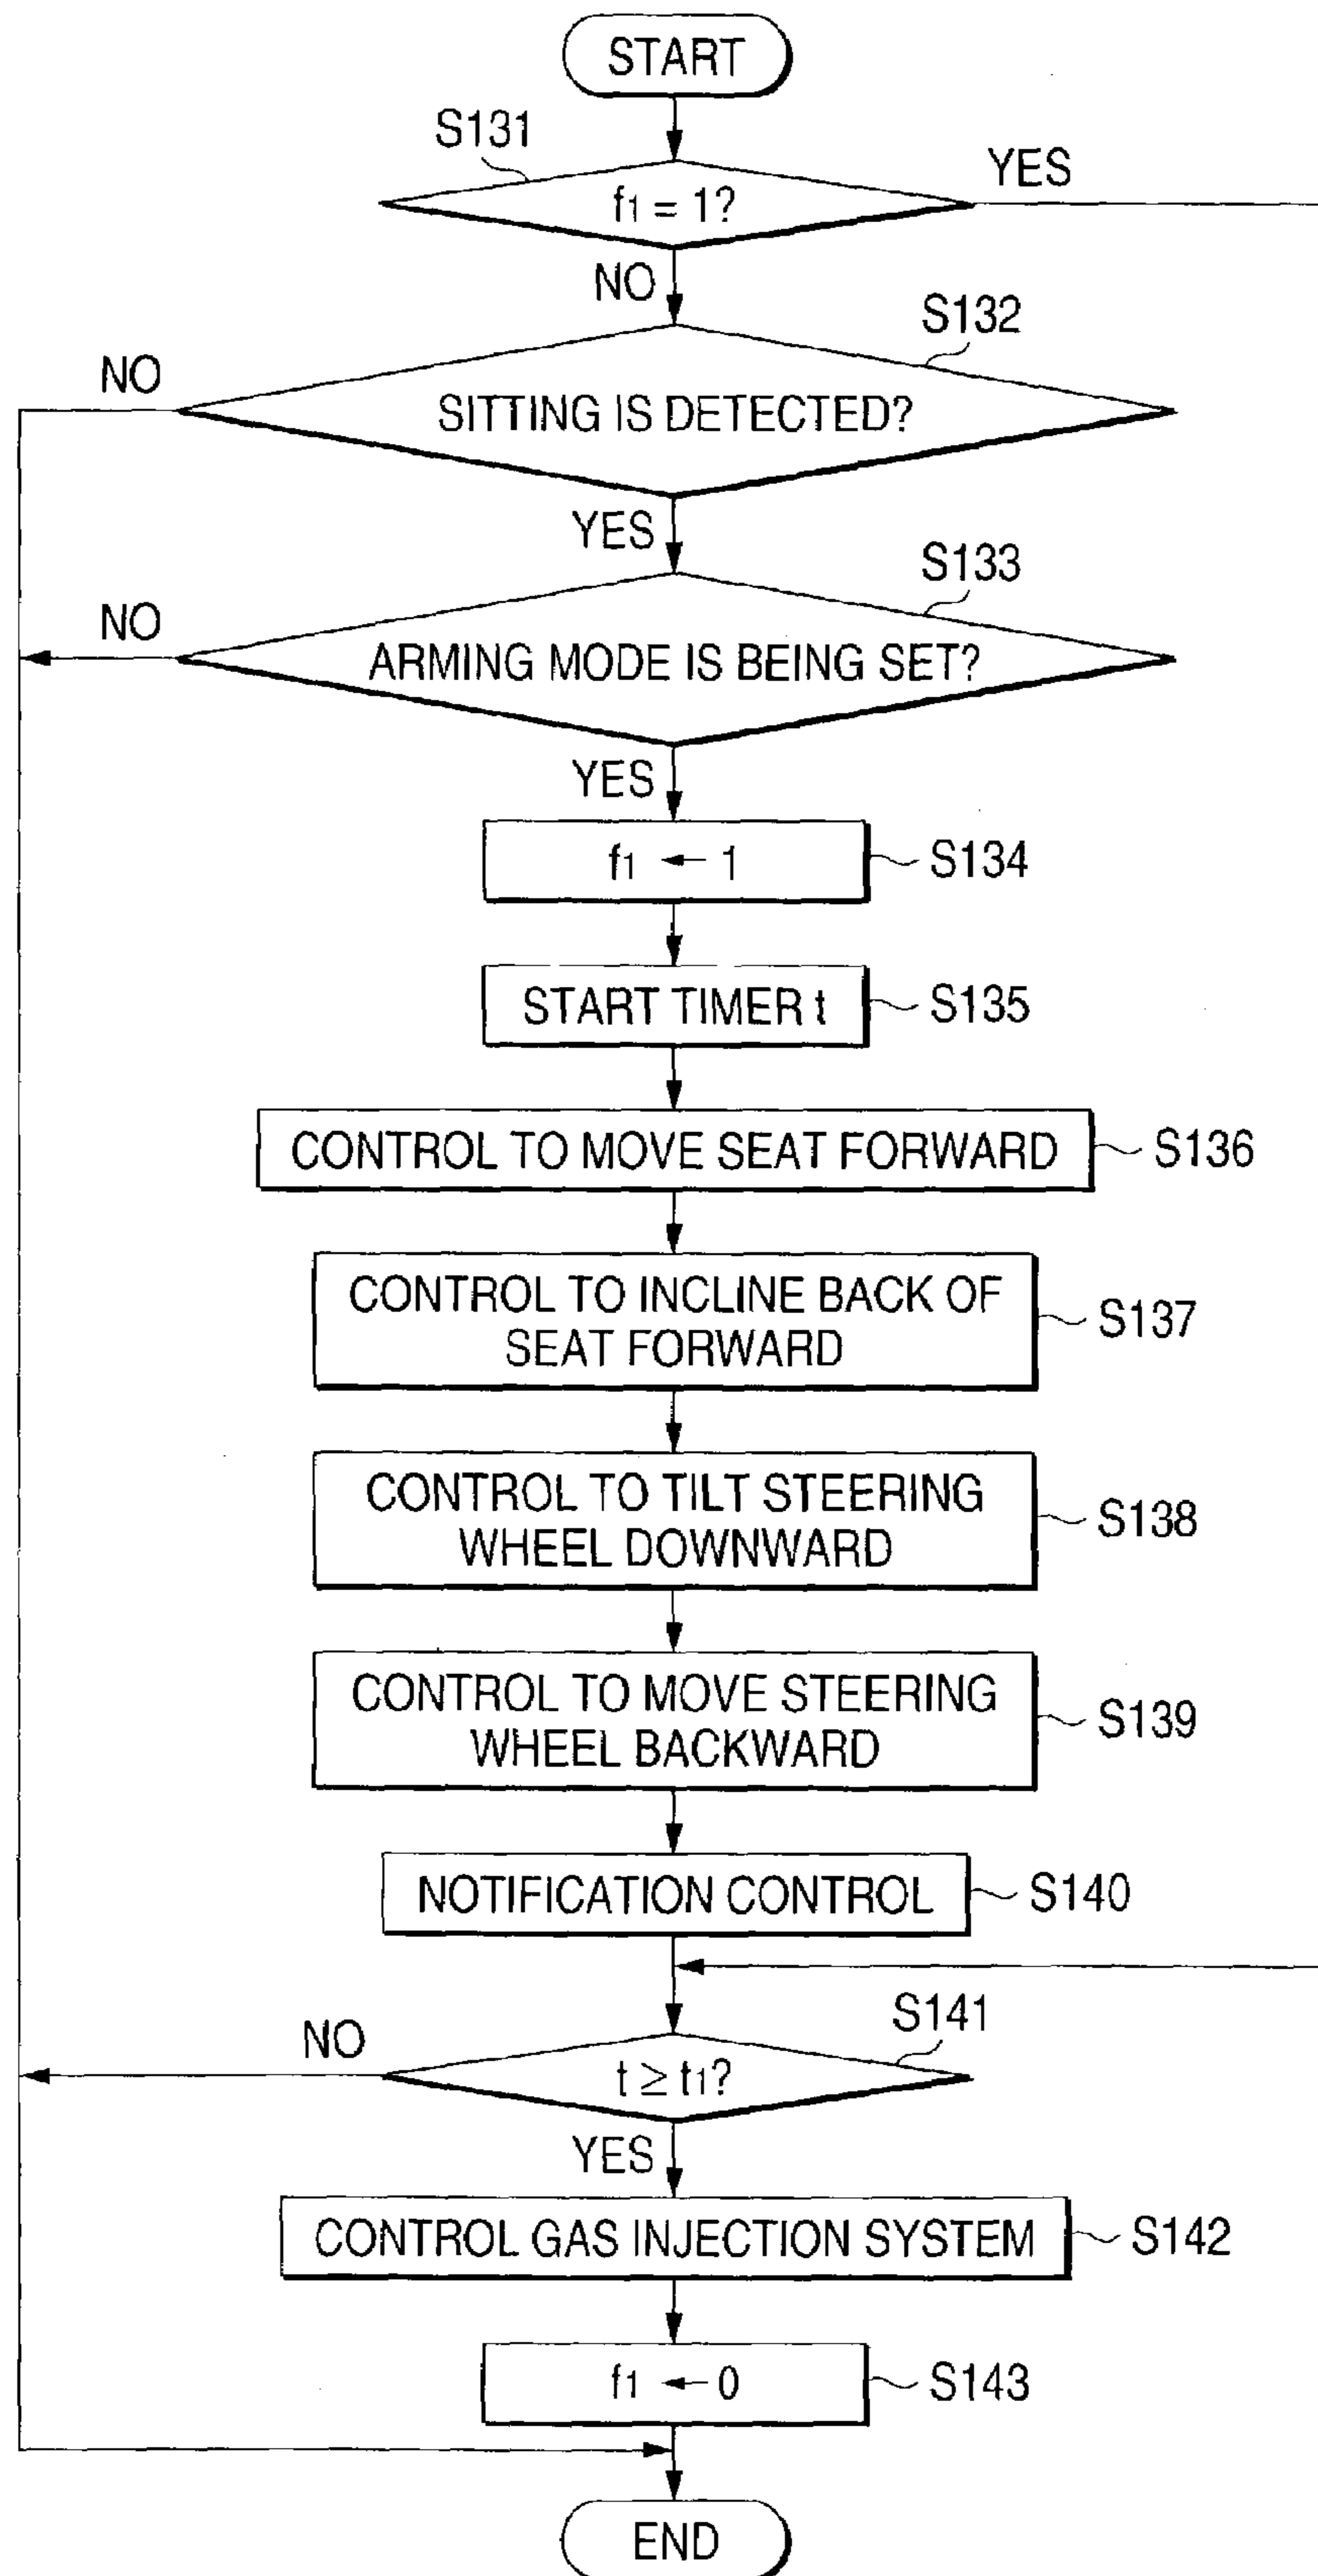 START
S131
f1 = 1?
YES
NO
S132
NO
SITTING IS DETECTED?
YES
S133
NO
ARMING MODE IS BEING SET?
YES
f1 ← 1
S134
START TIMER t
S135
CONTROL TO MOVE SEAT FORWARD
S136
CONTROL TO INCLINE BACK OF
SEAT FORWARD
S137
CONTROL TO TILT STEERING
WHEEL DOWNWARD
S138
CONTROL TO MOVE STEERING
WHEEL BACKWARD
S139
NOTIFICATION CONTROL
S140
S141
NO
t ≥ t1?
YES
CONTROL GAS INJECTION SYSTEM
S142
f1 ← 0
S143
END